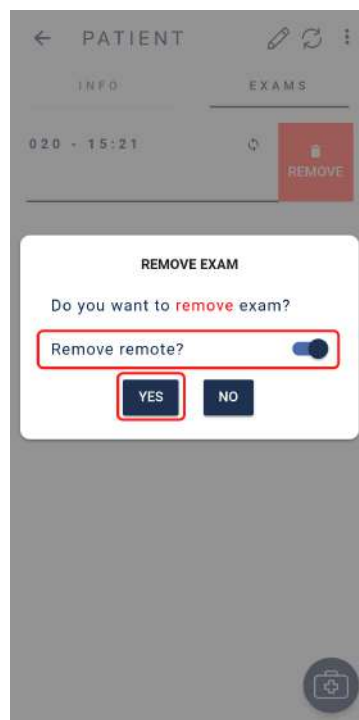 PATIENT
INFO EXAMS
020 - 15:21
REMOVE
REMOVE EXAM
Do you want to remove exam?
Remove remote?
YES NO